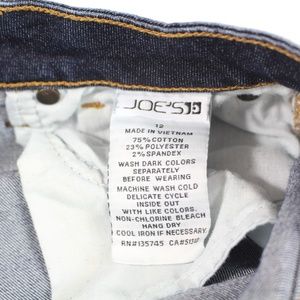 JOE'S
12
MADE IN VIETNAM
75% COTTON
23% POLYESTER
2% SPANDEX
WASH DARK COLORS
SEPARATELY
BEFORE WEARING
MACHINE WASH COLD
DELICATE CYCLE
INSIDE OUT
WITH LIKE COLORS.
NON-CHLORINE BLEACH
HANG DRY
COOL IRON IF NECESSARY.
RN#135745 CA#51347